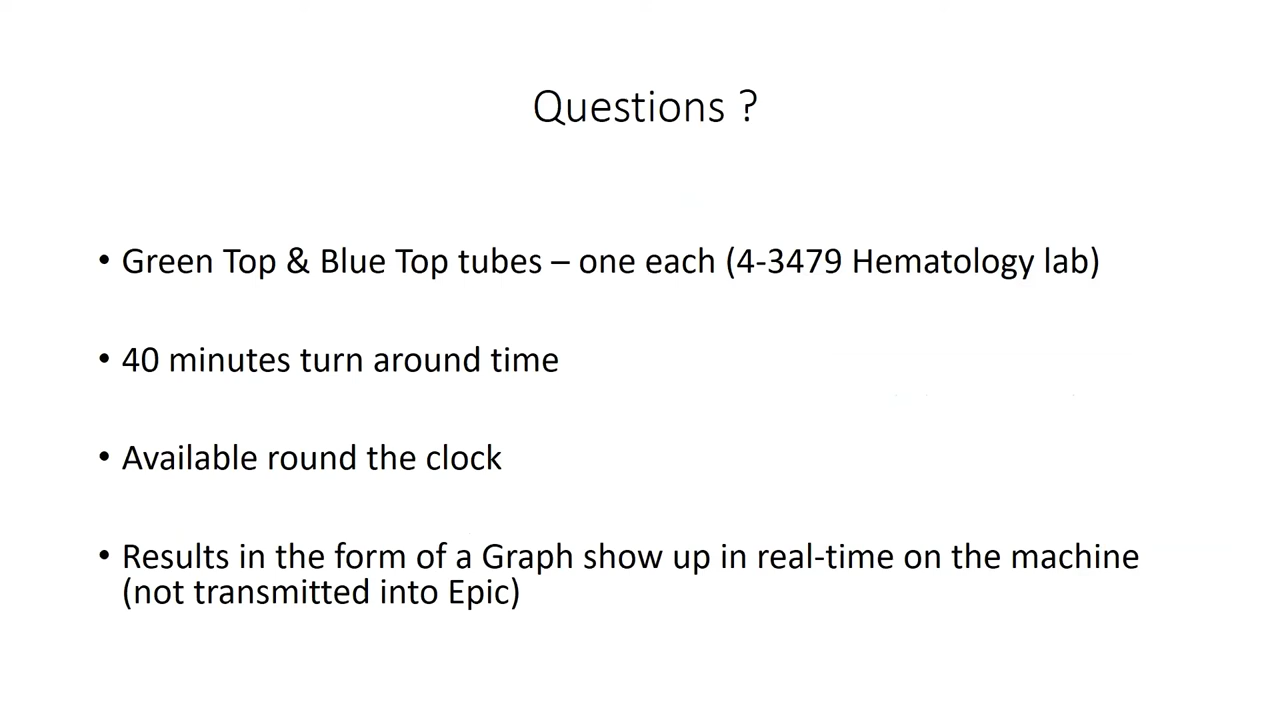 Questions ?
• Green Top & Blue Top tubes – one each (4-3479 Hematology lab)
• 40 minutes turn around time
• Available round the clock
• Results in the form of a Graph show up in real-time on the machine
(not transmitted into Epic)